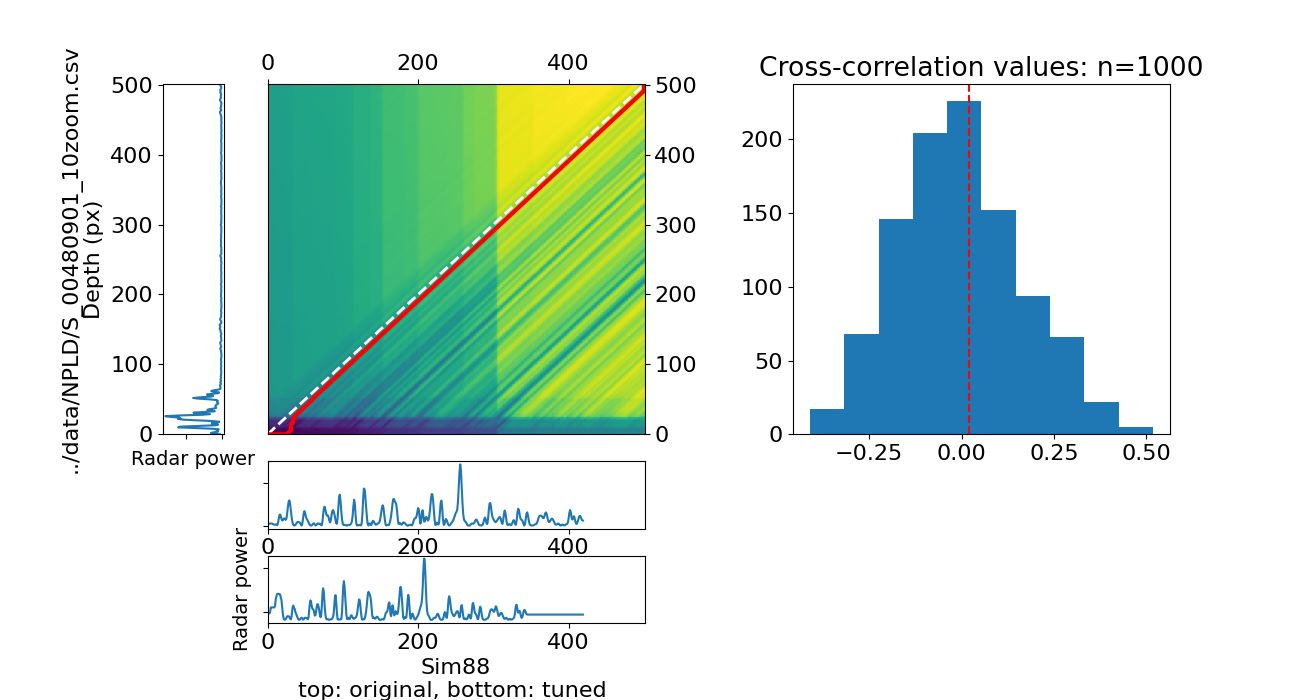 ../data/NPLD/S_00480901_10zoom.csv
Depth (px)
500
400
300
200
100
0
Radar power
0 200 400
500
400
300
200
100
0
Cross-correlation values: n=1000
200
150
100
50
0
−0.25 0.00 0.25 0.50
0 200 400
Radar power
0 200 400
Sim88
top: original, bottom: tuned